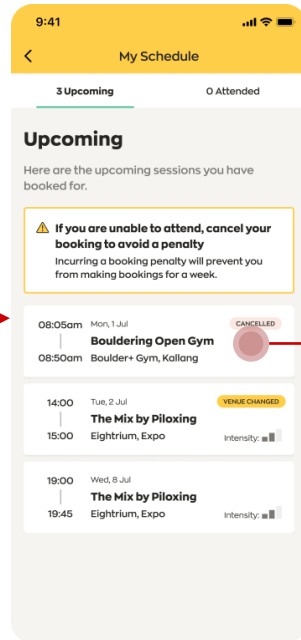 9:41
My Schedule
3 Upcoming 0 Attended
Upcoming
Here are the upcoming sessions you have
booked for.
If you are unable to attend, cancel your
booking to avoid a penalty
Incurring a booking penalty will prevent you
from making bookings for a week.
08:05am Mon, 1 Jul CANCELLED
Bouldering Open Gym
08:50am Boulder+ Gym, Kallang
14:00 Tue, 2 Jul VENUE CHANGED
The Mix by Piloxing
15:00 Eightrium, Expo Intensity:
19:00 Wed, 8 Jul
The Mix by Piloxing
19:45 Eightrium, Expo Intensity: